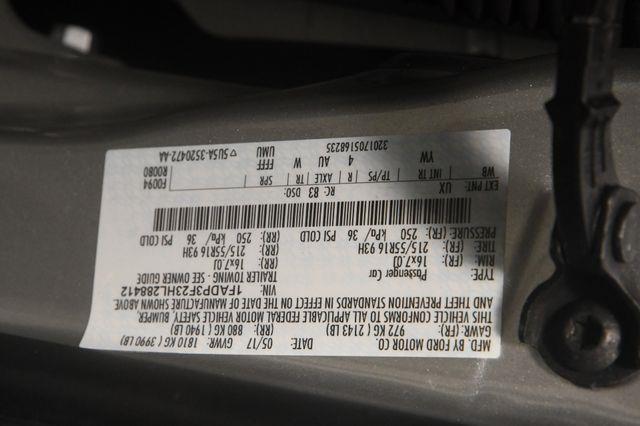 MFD. BY FORD MOTOR CO.
DATE: 05/17 GVWR: 1810 KG ( 3990 LB )
GAWR: (FR): 972 KG ( 2143 LB) (RR): 880 KG ( 1940 LB)
THIS VEHICLE CONFORMS TO ALL APPLICABLE FEDERAL MOTOR VEHICLE SAFETY, BUMPER,
AND THEFT PREVENTION STANDARDS IN EFFECT ON THE DATE OF MANUFACTURE SHOWN ABOVE.
VIN: 1FADP3F23HL288412
TYPE: Passenger Car TRAILER TOWING - SEE OWNER GUIDE
(FR): 16x7.0J (RR): 16x7.0J
TIRE: (FR): 215/55R16 93H (RR): 215/55R16 93H
PRESSURE: (FR): 250 kPa/ 36 PSI COLD (RR): 250 kPa/ 36 PSI COLD
EXT PNT: UX RC: 83 DSO: F0094
WB INT TR TP/PS R AXLE TR SPR R0080
YW 4 AU W FFFF UMU
3201705168235 ▽5U5A-3520472-AA